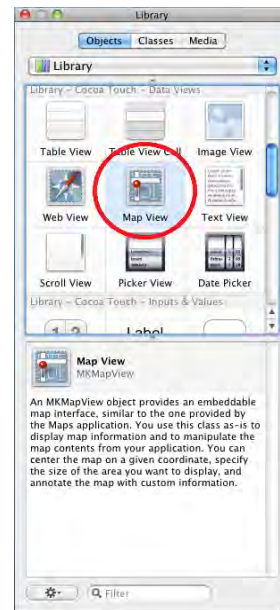 Library
Objects Classes Media
Library
Library – Cocoa Touch – Data Views
Table View Table View Cell Image View
Web View Map View Text View
Scroll View Picker View Date Picker
Library – Cocoa Touch – Inputs & Values
1 2 Label
Map View
MKMapView
An MKMapView object provides an embeddable
map interface, similar to the one provided by
the Maps application. You use this class as-is to
display map information and to manipulate the
map contents from your application. You can
center the map on a given coordinate, specify
the size of the area you want to display, and
annotate the map with custom information.
Filter